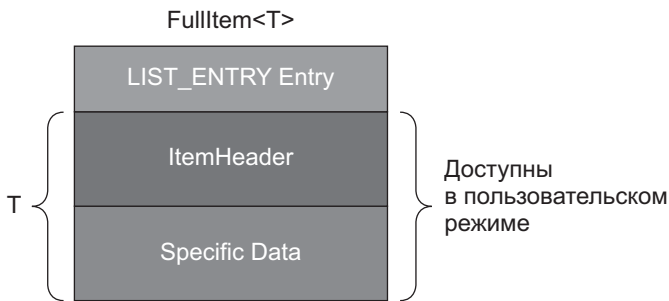 FullItem<T>
LIST_ENTRY Entry
ItemHeader
T
Доступны
в пользовательском
режиме
Specific Data